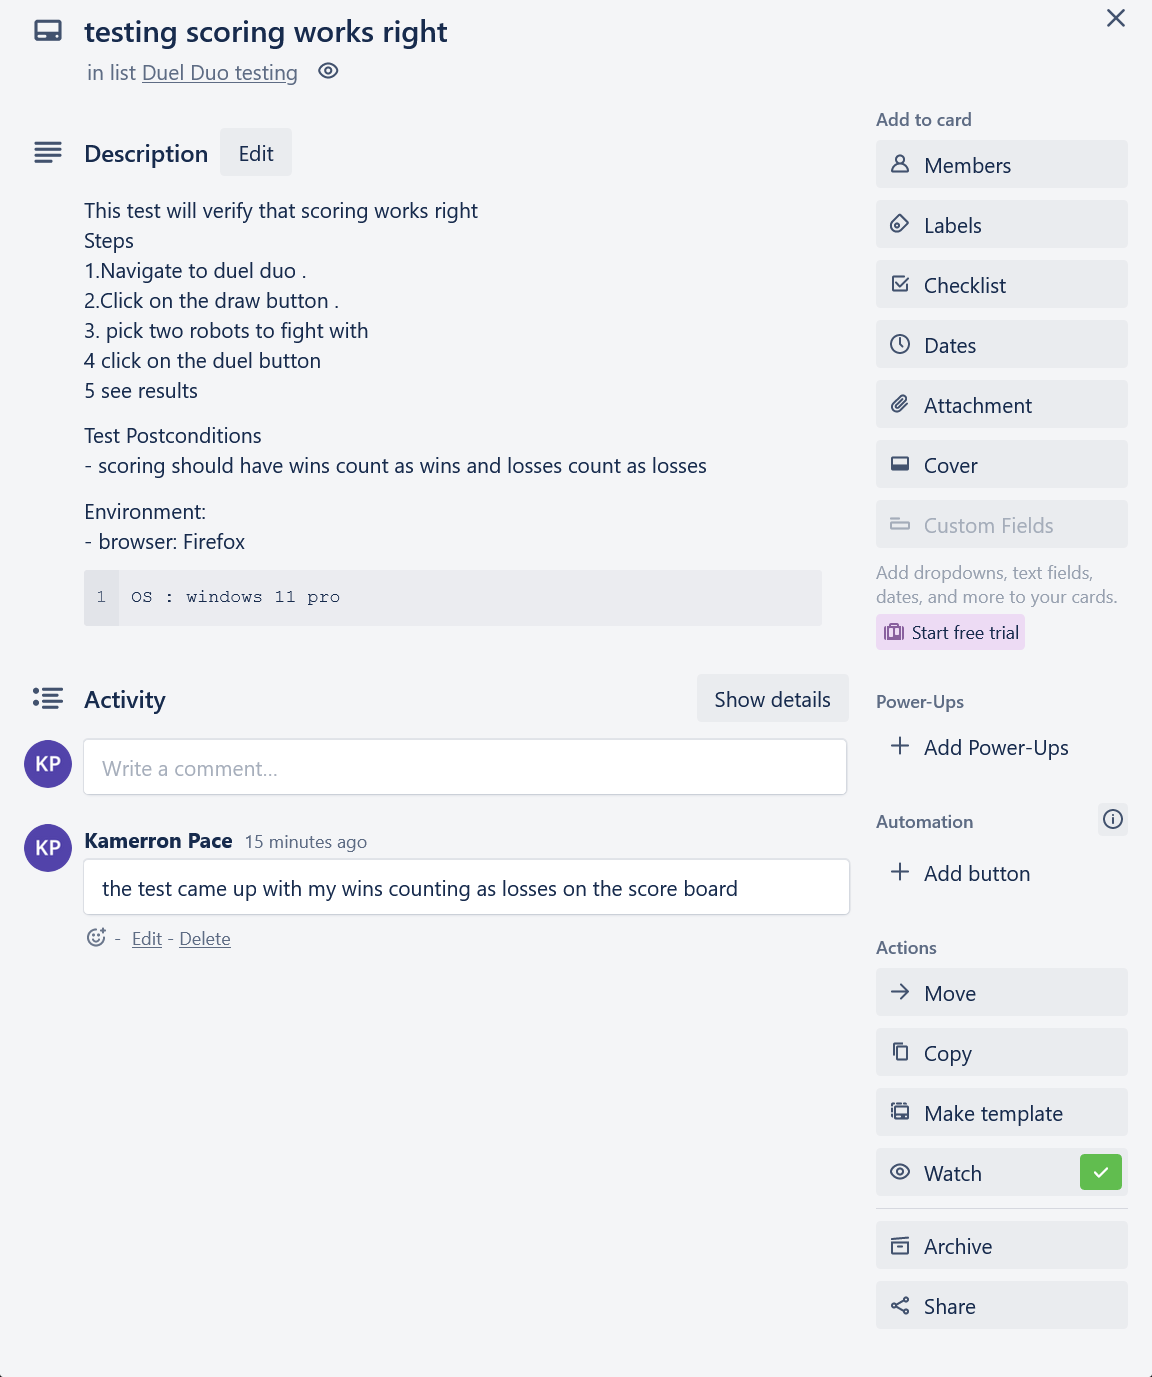 testing scoring works right
in list Duel Duo testing
Description
Edit
This test will verify that scoring works right
Steps
1.Navigate to duel duo .
2.Click on the draw button .
3. pick two robots to fight with
4 click on the duel button
5 see results
Test Postconditions
- scoring should have wins count as wins and losses count as losses
Environment:
- browser: Firefox
1 OS : windows 11 pro
Activity
Show details
KP
Write a comment...
KP
Kamerron Pace 15 minutes ago
the test came up with my wins counting as losses on the score board
- Edit - Delete
Add to card
Members
Labels
Checklist
Dates
Attachment
Cover
Custom Fields
Add dropdowns, text fields,
dates, and more to your cards.
Start free trial
Power-Ups
Add Power-Ups
Automation
Add button
Actions
Move
Copy
Make template
Watch
Archive
Share